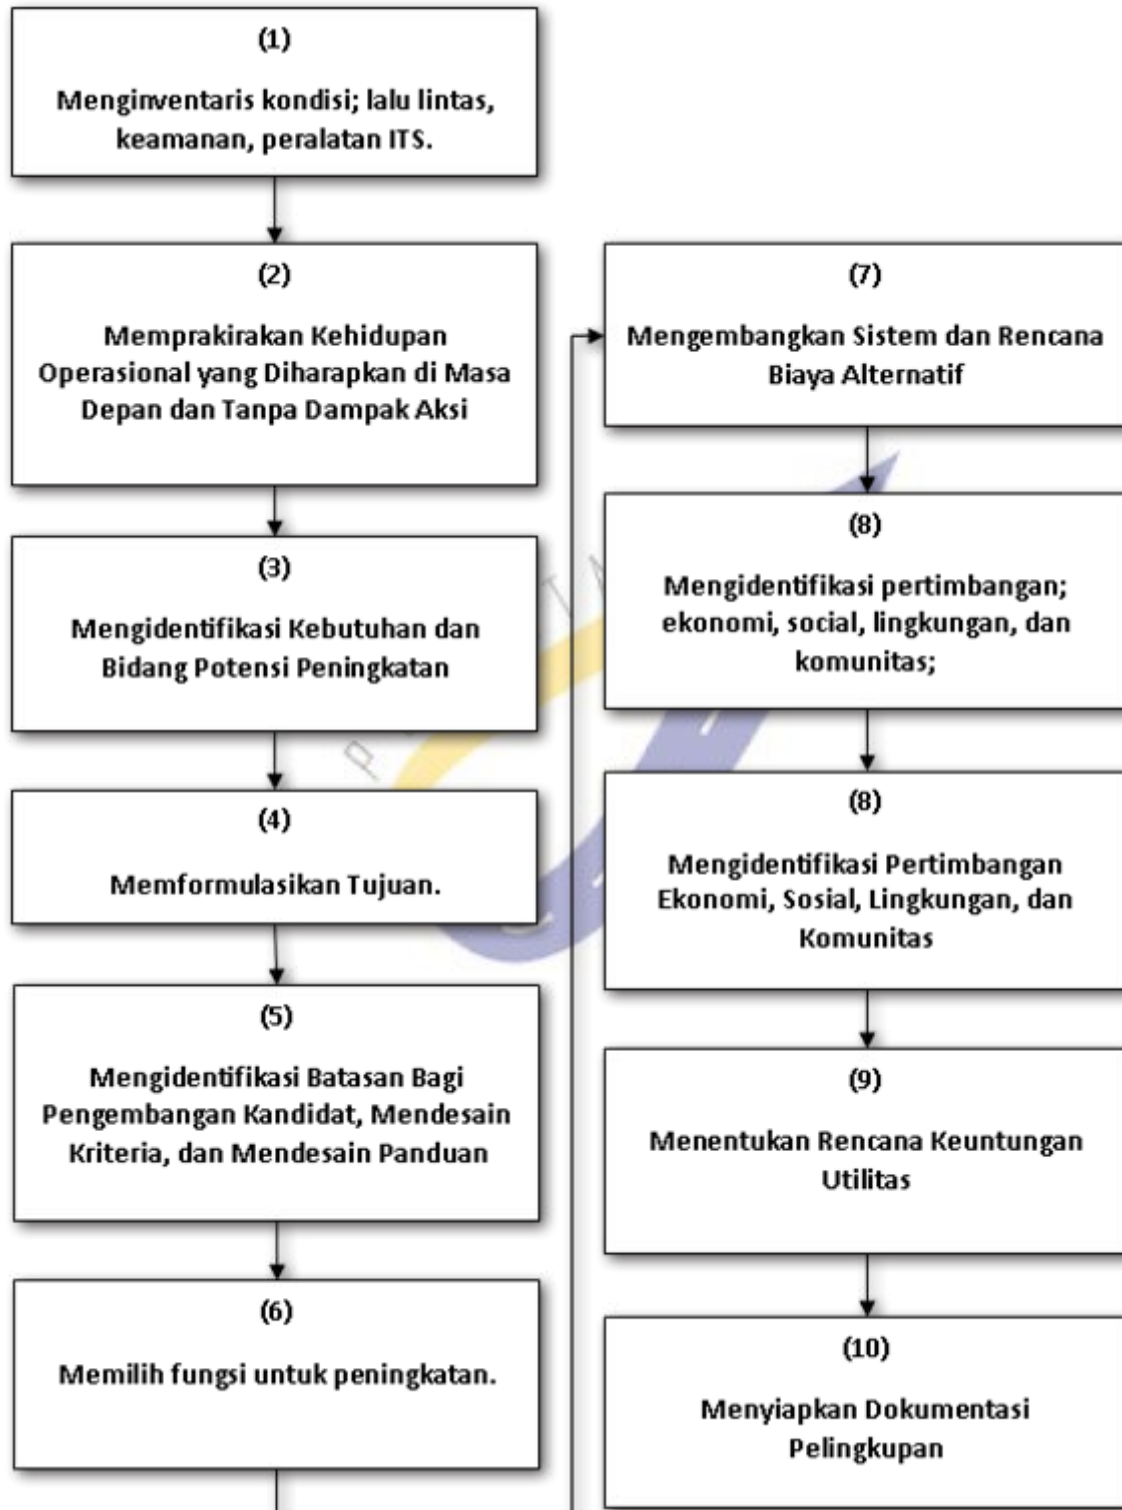 (1)
Menginventaris kondisi; lalu lintas,
keamanan, peralatan ITS.
(2)
Memprakirakan Kehidupan
Operasional yang Diharapkan di Masa
Depan dan Tanpa Dampak Aksi
(3)
Mengidentifikasi Kebutuhan dan
Bidang Potensi Peningkatan
(4)
Memformulasikan Tujuan.
(5)
Mengidentifikasi Batasan Bagi
Pengembangan Kandidat, Mendesain
Kriteria, dan Mendesain Panduan
(6)
Memilih fungsi untuk peningkatan.
(7)
Mengembangkan Sistem dan Rencana
Biaya Alternatif
(8)
Mengidentifikasi pertimbangan;
ekonomi, social, lingkungan, dan
komunitas;
(8)
Mengidentifikasi Pertimbangan
Ekonomi, Sosial, Lingkungan, dan
Komunitas
(9)
Menentukan Rencana Keuntungan
Utilitas
(10)
Menyiapkan Dokumentasi
Pelingkupan